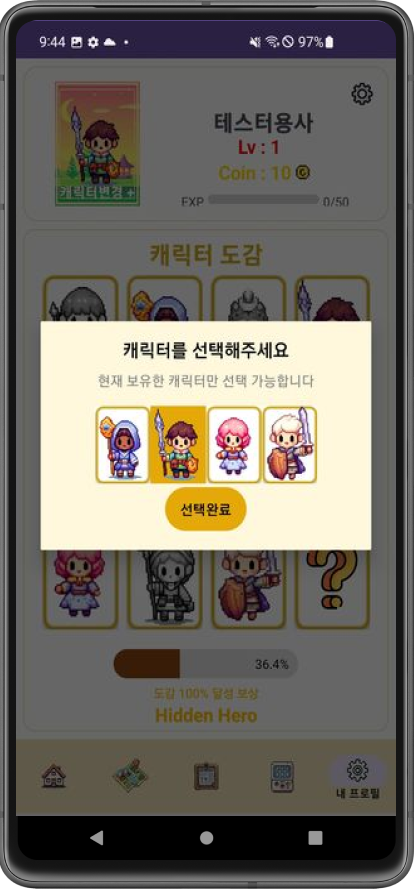 9:44 97%
테스터용사
Lv : 1
Coin : 10
캐릭터변경 +
EXP 0/50
캐릭터 도감
캐릭터를 선택해주세요
현재 보유한 캐릭터만 선택 가능합니다
선택완료
36.4%
도감 100% 달성 보상
Hidden Hero
내 프로필